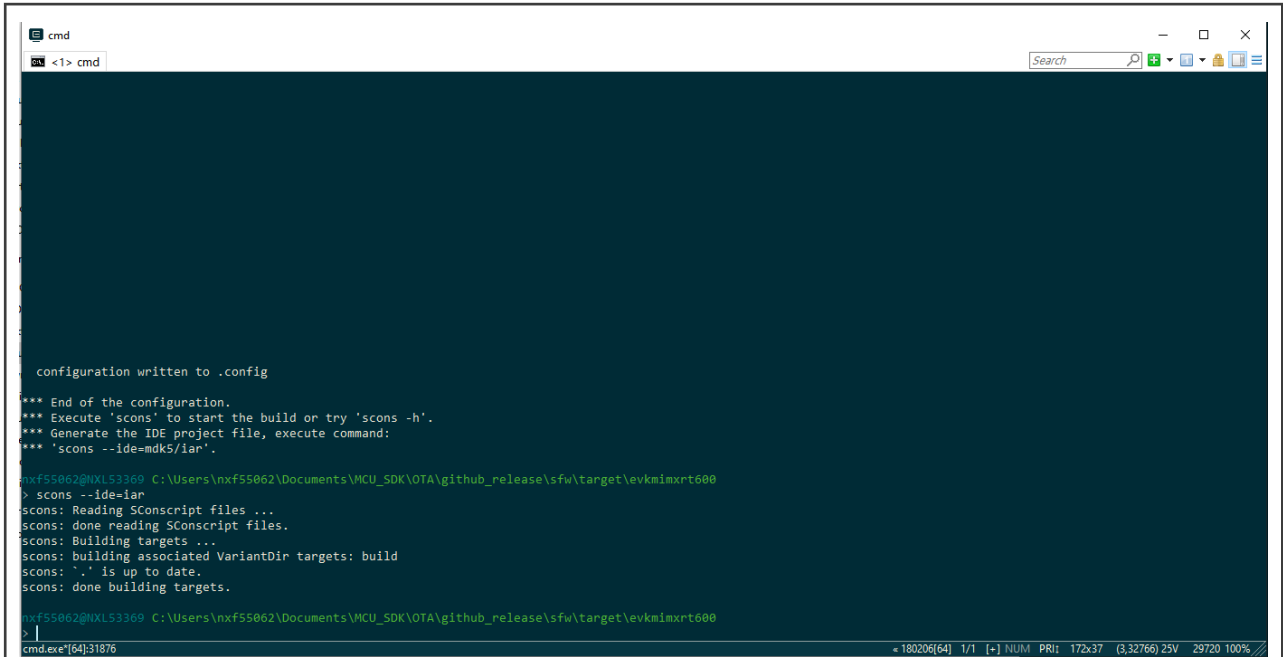 cmd
<1> cmd
Search
configuration written to .config
*** End of the configuration.
*** Execute 'scons' to start the build or try 'scons -h'.
*** Generate the IDE project file, execute command:
*** 'scons --ide=mdk5/iar'.
nxf55062@NXL53369 C:\Users\nxf55062\Documents\MCU_SDK\OTA\github_release\sfw\target\evkmimxrt600
> scons --ide=iar
scons: Reading SConscript files ...
scons: done reading SConscript files.
scons: Building targets ...
scons: building associated VariantDir targets: build
scons: `.' is up to date.
scons: done building targets.
nxf55062@NXL53369 C:\Users\nxf55062\Documents\MCU_SDK\OTA\github_release\sfw\target\evkmimxrt600
>
cmd.exe*[64]:31876 « 180206[64] 1/1 [+] NUM PRI↕ 172x37 (3,32766) 25V 29720 100%